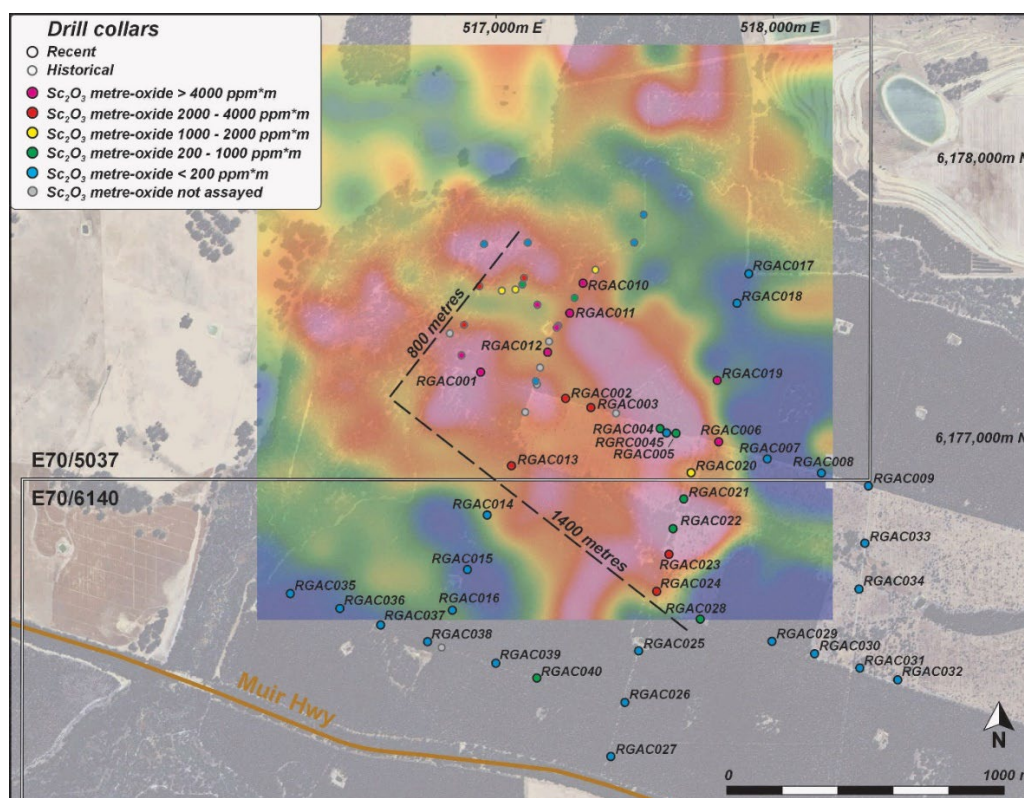 Drill collars
Recent
Historical
Sc₂O₃ metre-oxide > 4000 ppm*m
Sc₂O₃ metre-oxide 2000 - 4000 ppm*m
Sc₂O₃ metre-oxide 1000 - 2000 ppm*m
Sc₂O₃ metre-oxide 200 - 1000 ppm*m
Sc₂O₃ metre-oxide < 200 ppm*m
Sc₂O₃ metre-oxide not assayed
517,000m E
518,000m E
6,178,000m N
RGAC017
RGAC010
RGAC018
800 metres
RGAC011
RGAC012
RGAC001
RGAC019
RGAC002
RGAC003
RGAC004
RGRC0045 /
RGAC005
RGAC006
6,177,000m N
RGAC007
E70/5037
RGAC013
RGAC020
RGAC008
RGAC009
E70/6140
RGAC021
RGAC014
RGAC022
1400 metres
RGAC033
RGAC015
RGAC023
RGAC034
RGAC035
RGAC024
RGAC036
RGAC016
RGAC028
RGAC037
RGAC038
RGAC025
RGAC029
RGAC030
RGAC039
RGAC031
RGAC040
RGAC032
Muir Hwy
RGAC026
N
RGAC027
0
1000 m